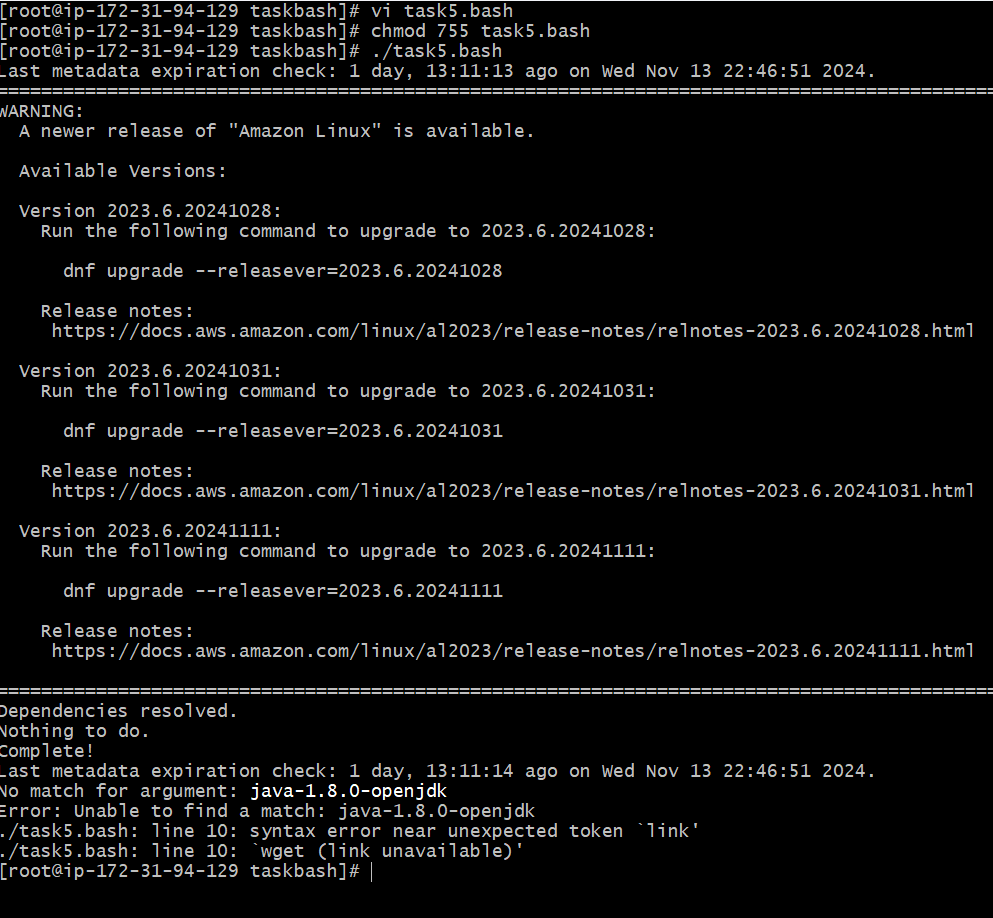 [root@ip-172-31-94-129 taskbash]# vi task5.bash
[root@ip-172-31-94-129 taskbash]# chmod 755 task5.bash
[root@ip-172-31-94-129 taskbash]# ./task5.bash
Last metadata expiration check: 1 day, 13:11:13 ago on Wed Nov 13 22:46:51 2024.
==========================================================================================
WARNING:
  A newer release of "Amazon Linux" is available.

  Available Versions:

  Version 2023.6.20241028:
    Run the following command to upgrade to 2023.6.20241028:

      dnf upgrade --releasever=2023.6.20241028

    Release notes:
     https://docs.aws.amazon.com/linux/al2023/release-notes/relnotes-2023.6.20241028.html

  Version 2023.6.20241031:
    Run the following command to upgrade to 2023.6.20241031:

      dnf upgrade --releasever=2023.6.20241031

    Release notes:
     https://docs.aws.amazon.com/linux/al2023/release-notes/relnotes-2023.6.20241031.html

  Version 2023.6.20241111:
    Run the following command to upgrade to 2023.6.20241111:

      dnf upgrade --releasever=2023.6.20241111

    Release notes:
     https://docs.aws.amazon.com/linux/al2023/release-notes/relnotes-2023.6.20241111.html

==========================================================================================
Dependencies resolved.
Nothing to do.
Complete!
Last metadata expiration check: 1 day, 13:11:14 ago on Wed Nov 13 22:46:51 2024.
No match for argument: java-1.8.0-openjdk
Error: Unable to find a match: java-1.8.0-openjdk
./task5.bash: line 10: syntax error near unexpected token `link'
./task5.bash: line 10: `wget (link unavailable)'
[root@ip-172-31-94-129 taskbash]#